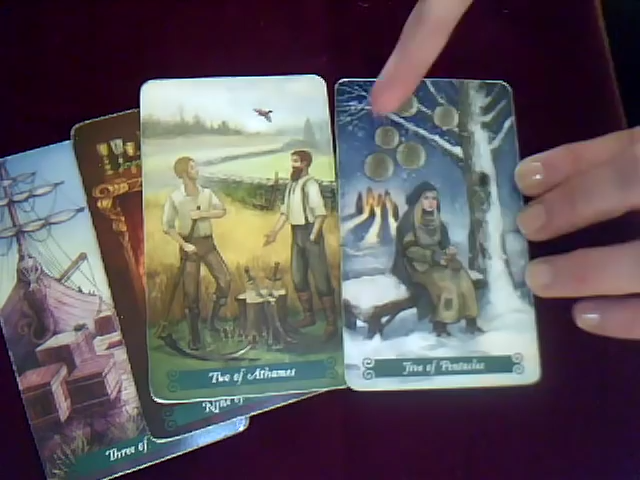 Three of
Nine of
Two of Athames
Five of Pentacles